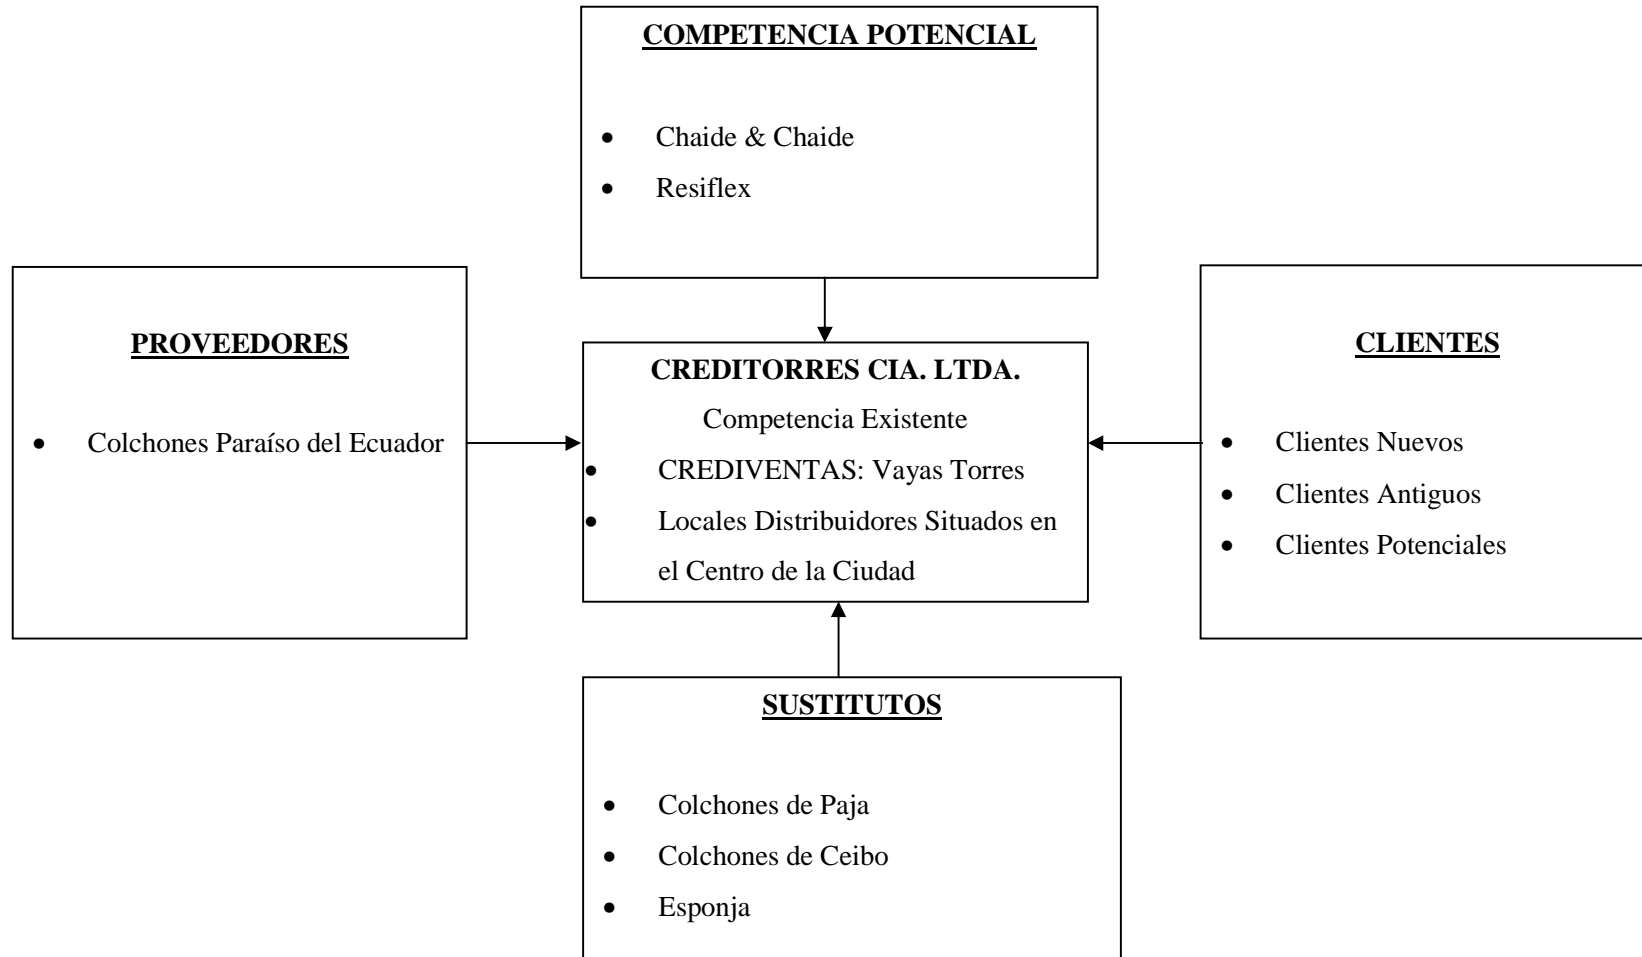 COMPETENCIA POTENCIAL
• Chaide & Chaide
• Resiflex
PROVEEDORES
• Colchones Paraíso del Ecuador
CREDITORRES CIA. LTDA.
Competencia Existente
• CREDIVENTAS: Vayas Torres
• Locales Distribuidores Situados en
el Centro de la Ciudad
CLIENTES
• Clientes Nuevos
• Clientes Antiguos
• Clientes Potenciales
SUSTITUTOS
• Colchones de Paja
• Colchones de Ceibo
• Esponja